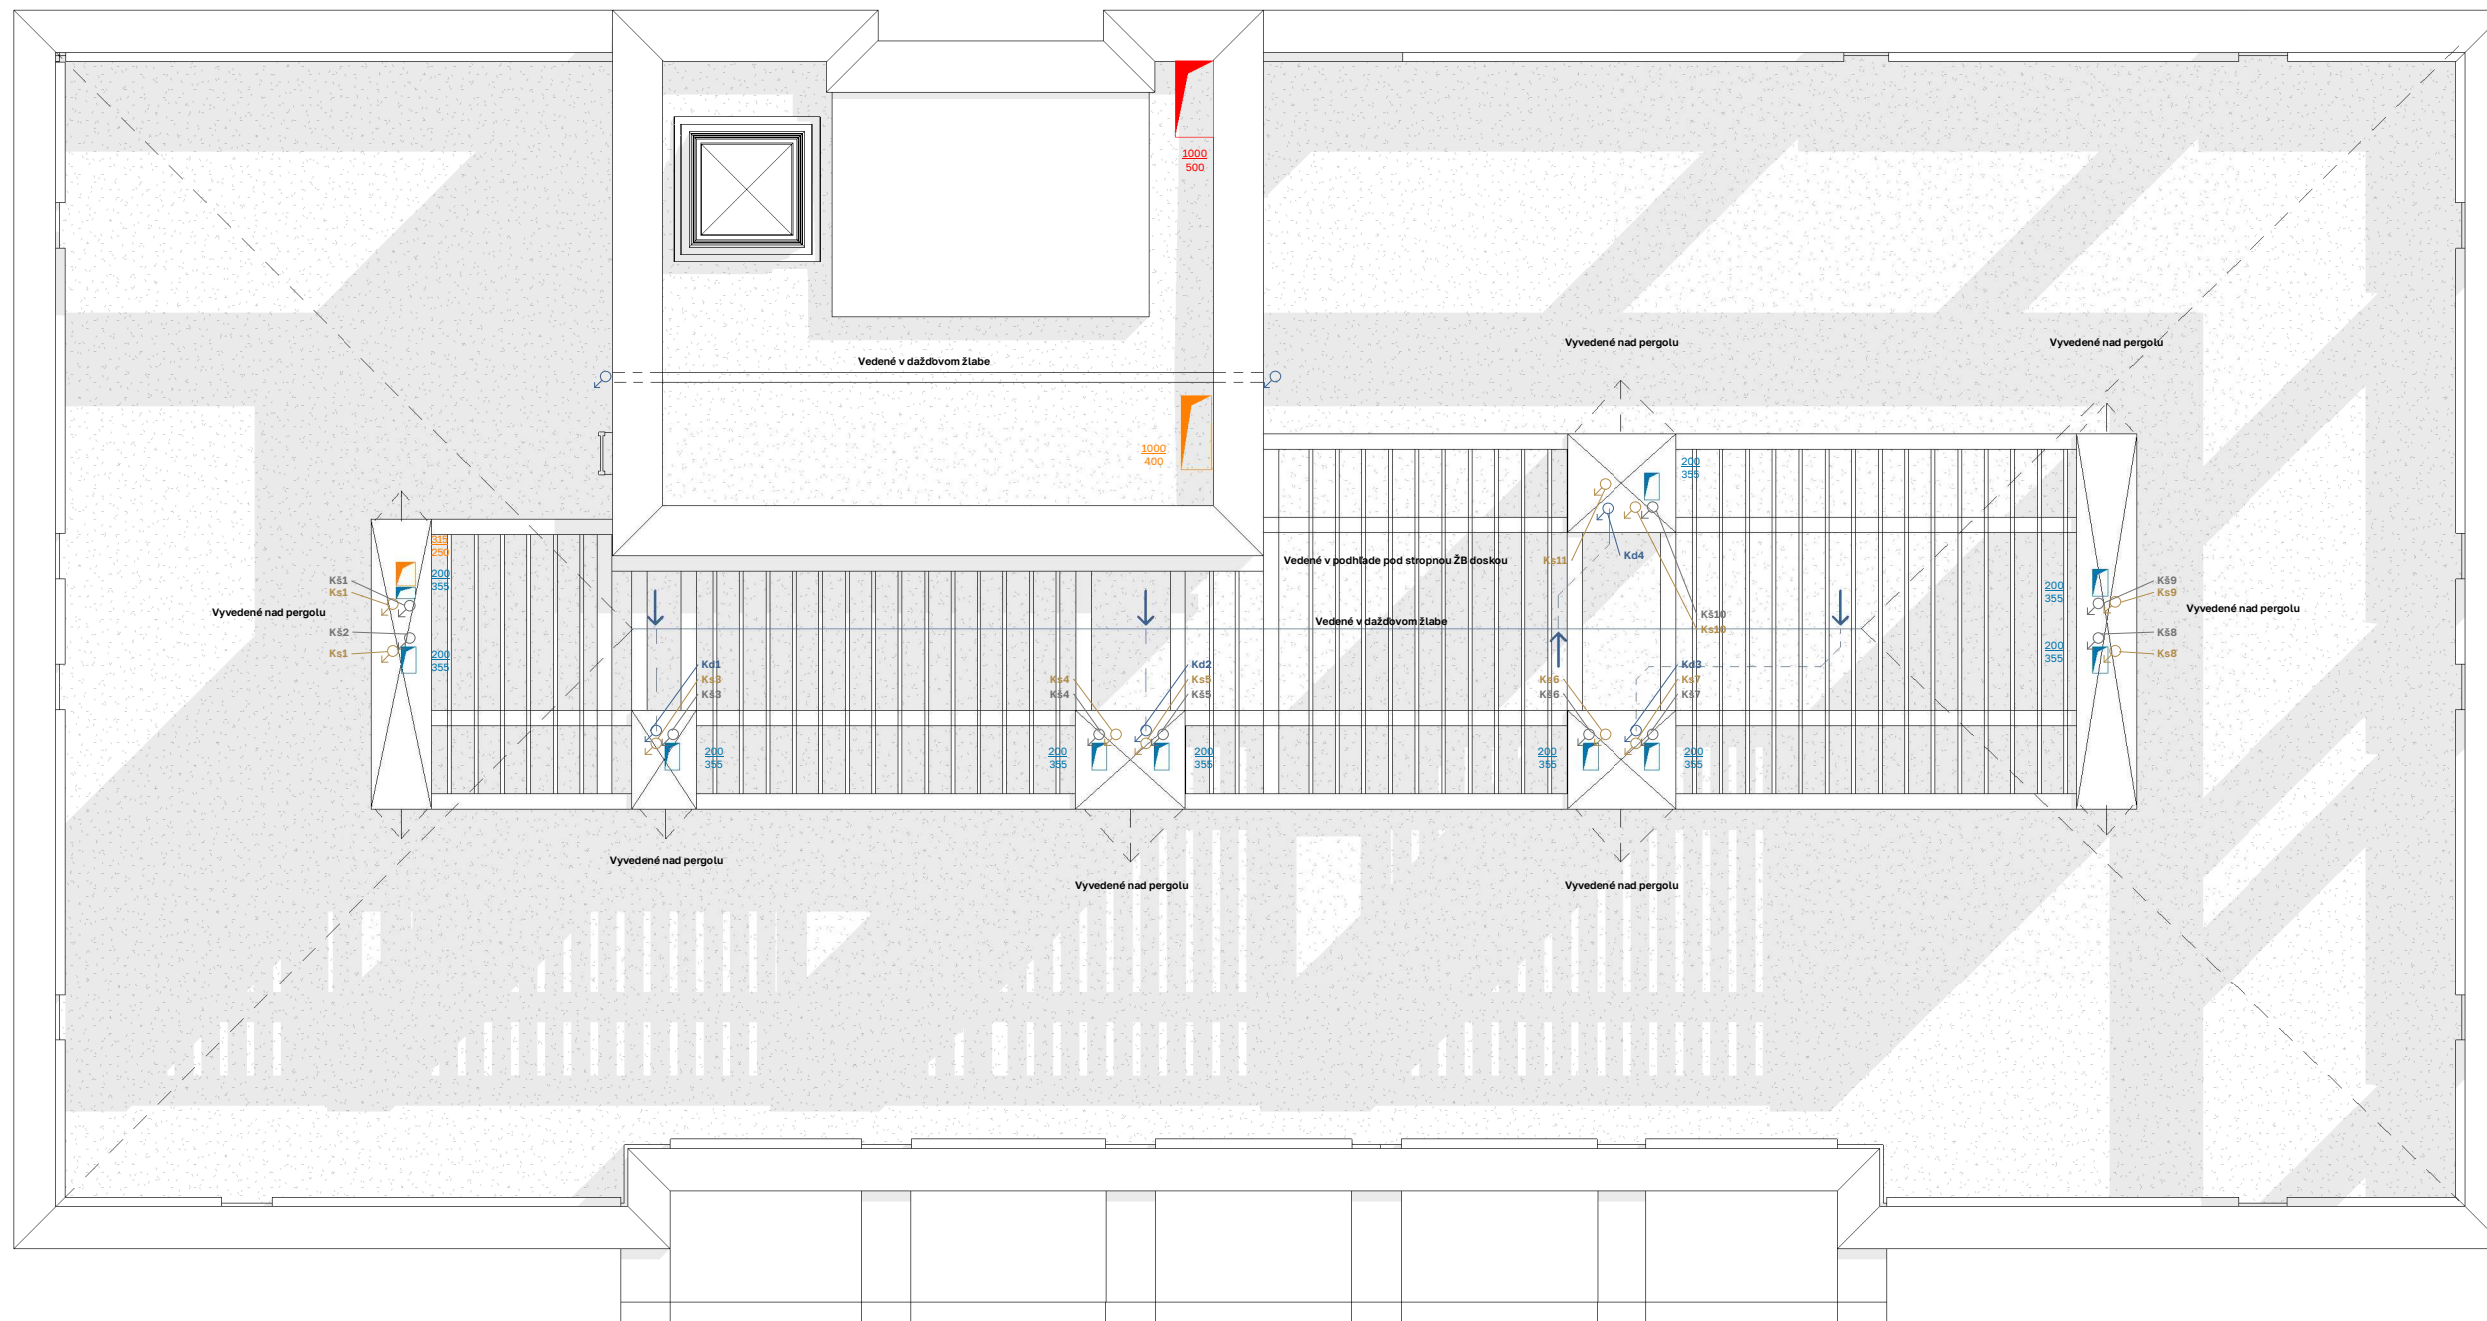 1000
500
Vyvedené nad pergolu
Vyvedené nad pergolu
Vedené v dažďovom žlabe
1000
400
200
355
315
250
Vedené v podhľade pod stropnou ŽB doskou
Ks11
Kd4
Kš1
Ks1
200
355
Vyvedené nad pergolu
Kš2
Ks1
200
355
Vedené v dažďovom žlabe
Kš10
Ks10
200
355
Kš9
Ks9
Vyvedené nad pergolu
Kš8
Ks8
200
355
Kd1
Ks3
Kš3
Ks4
Kš4
Kd2
Ks5
Kš5
Ks6
Kš6
Kd3
Ks7
Kš7
200
355
200
355
200
355
200
355
200
355
Vyvedené nad pergolu
Vyvedené nad pergolu
Vyvedené nad pergolu